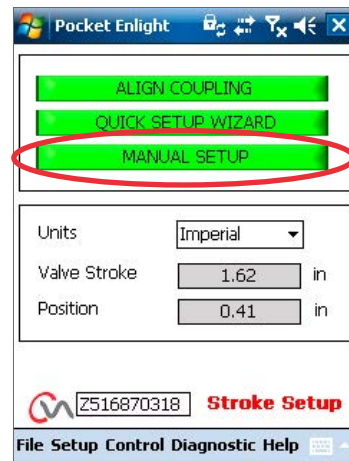 Pocket Enlight
ALIGN COUPLING
QUICK SETUP WIZARD
MANUAL SETUP
Units Imperial
Valve Stroke 1.62 in
Position 0.41 in
Z516870318 Stroke Setup
File Setup Control Diagnostic Help